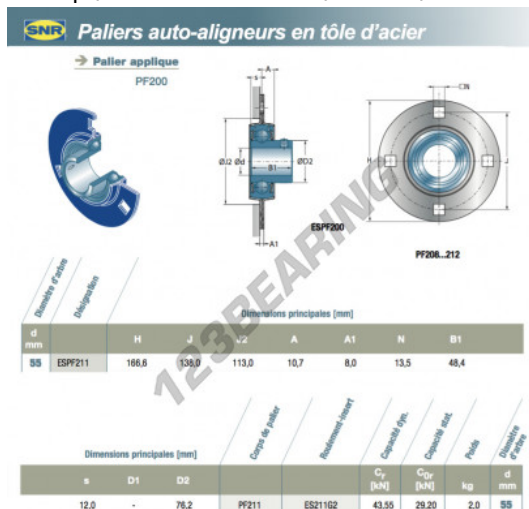 SNR Paliers auto-aligneurs en tôle d'acier
Palier applique
PF200
A
s
□N
ØJ2
Ød
B1
ØD2
H
J
A1
ESPF200
PF208...212
123BEARING
Diamètre d'arbre
Désignation
Dimensions principales [mm]
d mm H J J2 A A1 N B1
55 ESPF211 166,6 138,0 113,0 10,7 8,0 13,5 48,4
Dimensions principales [mm]
Corps de palier
Roulement-insert
Capacité dyn.
Capacité stat.
Poids
Diamètre d'arbre
s D1 D2 Cr [kN] C0r [kN] kg d mm
12,0 - 76,2 PF211 ES211G2 43,55 29,20 2,0 55